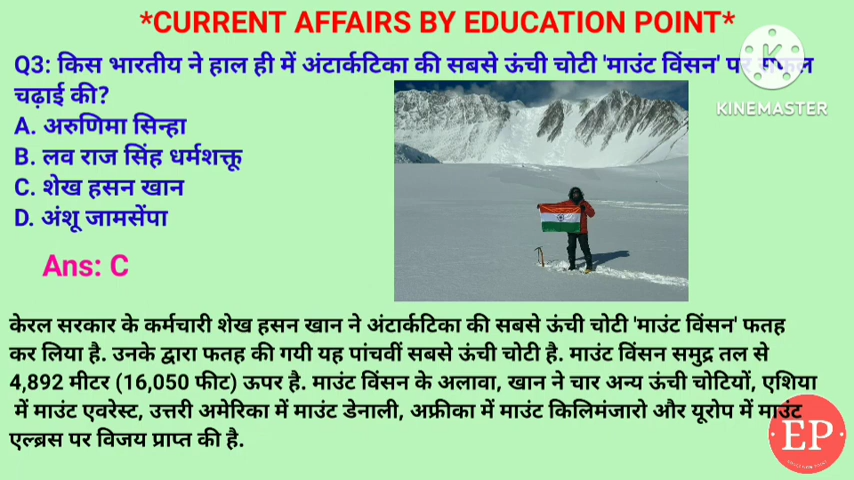 *CURRENT AFFAIRS BY EDUCATION POINT*
Q3: किस भारतीय ने हाल ही में अंटार्कटिका की सबसे ऊंची चोटी 'माउंट विंसन' पर सफल
चढ़ाई की?
KINEMASTER
A. अरुणिमा सिन्हा
B. लव राज सिंह धर्मशक्तू
C. शेख हसन खान
D. अंशू जामसेंपा
Ans: C
केरल सरकार के कर्मचारी शेख हसन खान ने अंटार्कटिका की सबसे ऊंची चोटी 'माउंट विंसन' फतह
कर लिया है. उनके द्वारा फतह की गयी यह पांचवीं सबसे ऊंची चोटी है. माउंट विंसन समुद्र तल से
4,892 मीटर (16,050 फीट) ऊपर है. माउंट विंसन के अलावा, खान ने चार अन्य ऊंची चोटियों, एशिया
में माउंट एवरेस्ट, उत्तरी अमेरिका में माउंट डेनाली, अफ्रीका में माउंट किलिमंजारो और यूरोप में माउंट
एल्ब्रस पर विजय प्राप्त की है.
EP